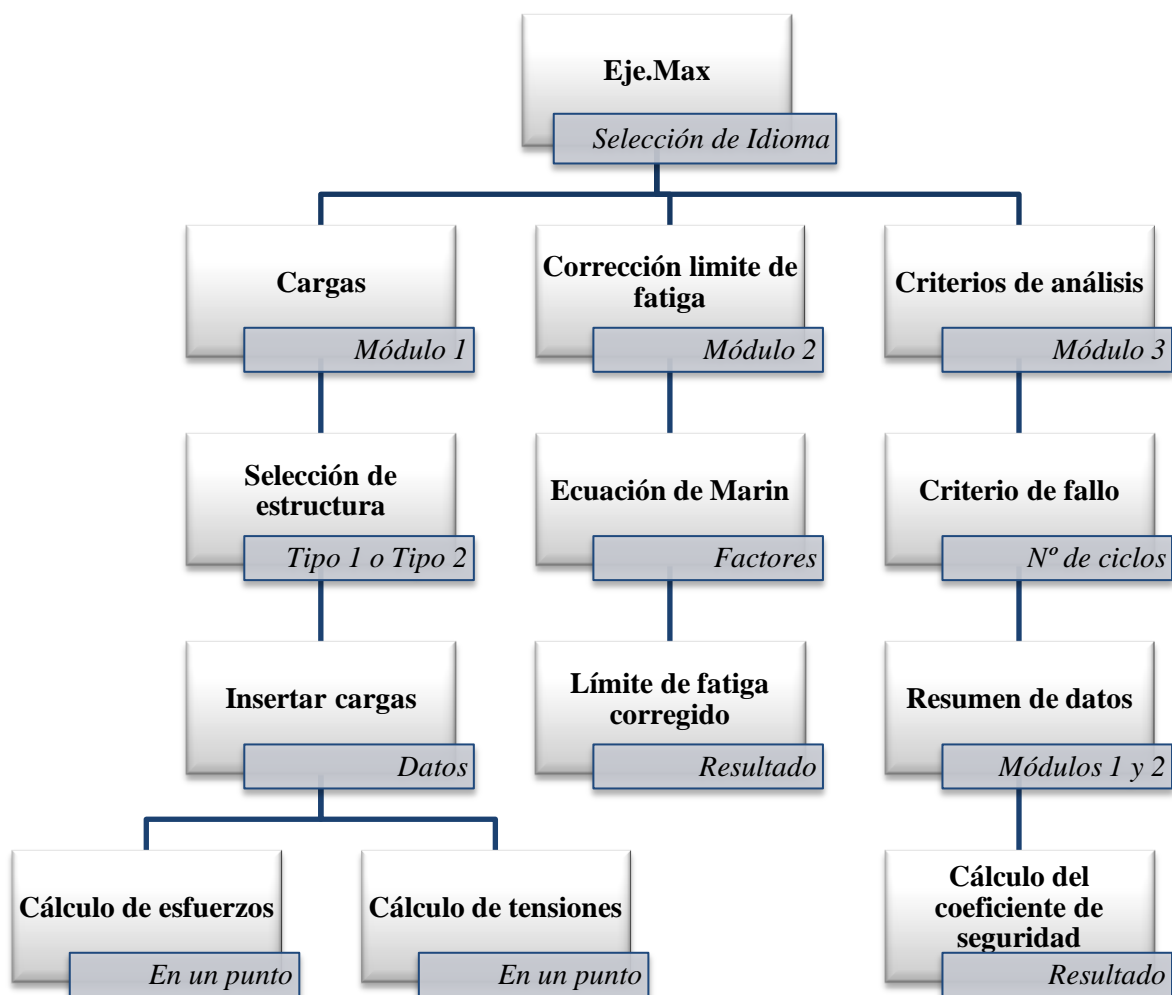 Eje.Max
Selección de Idioma
Cargas
Módulo 1
Corrección limite de
fatiga
Módulo 2
Criterios de análisis
Módulo 3
Selección de
estructura
Tipo 1 o Tipo 2
Ecuación de Marin
Factores
Criterio de fallo
Nº de ciclos
Insertar cargas
Datos
Límite de fatiga
corregido
Resultado
Resumen de datos
Módulos 1 y 2
Cálculo de esfuerzos
En un punto
Cálculo de tensiones
En un punto
Cálculo del
coeficiente de
seguridad
Resultado